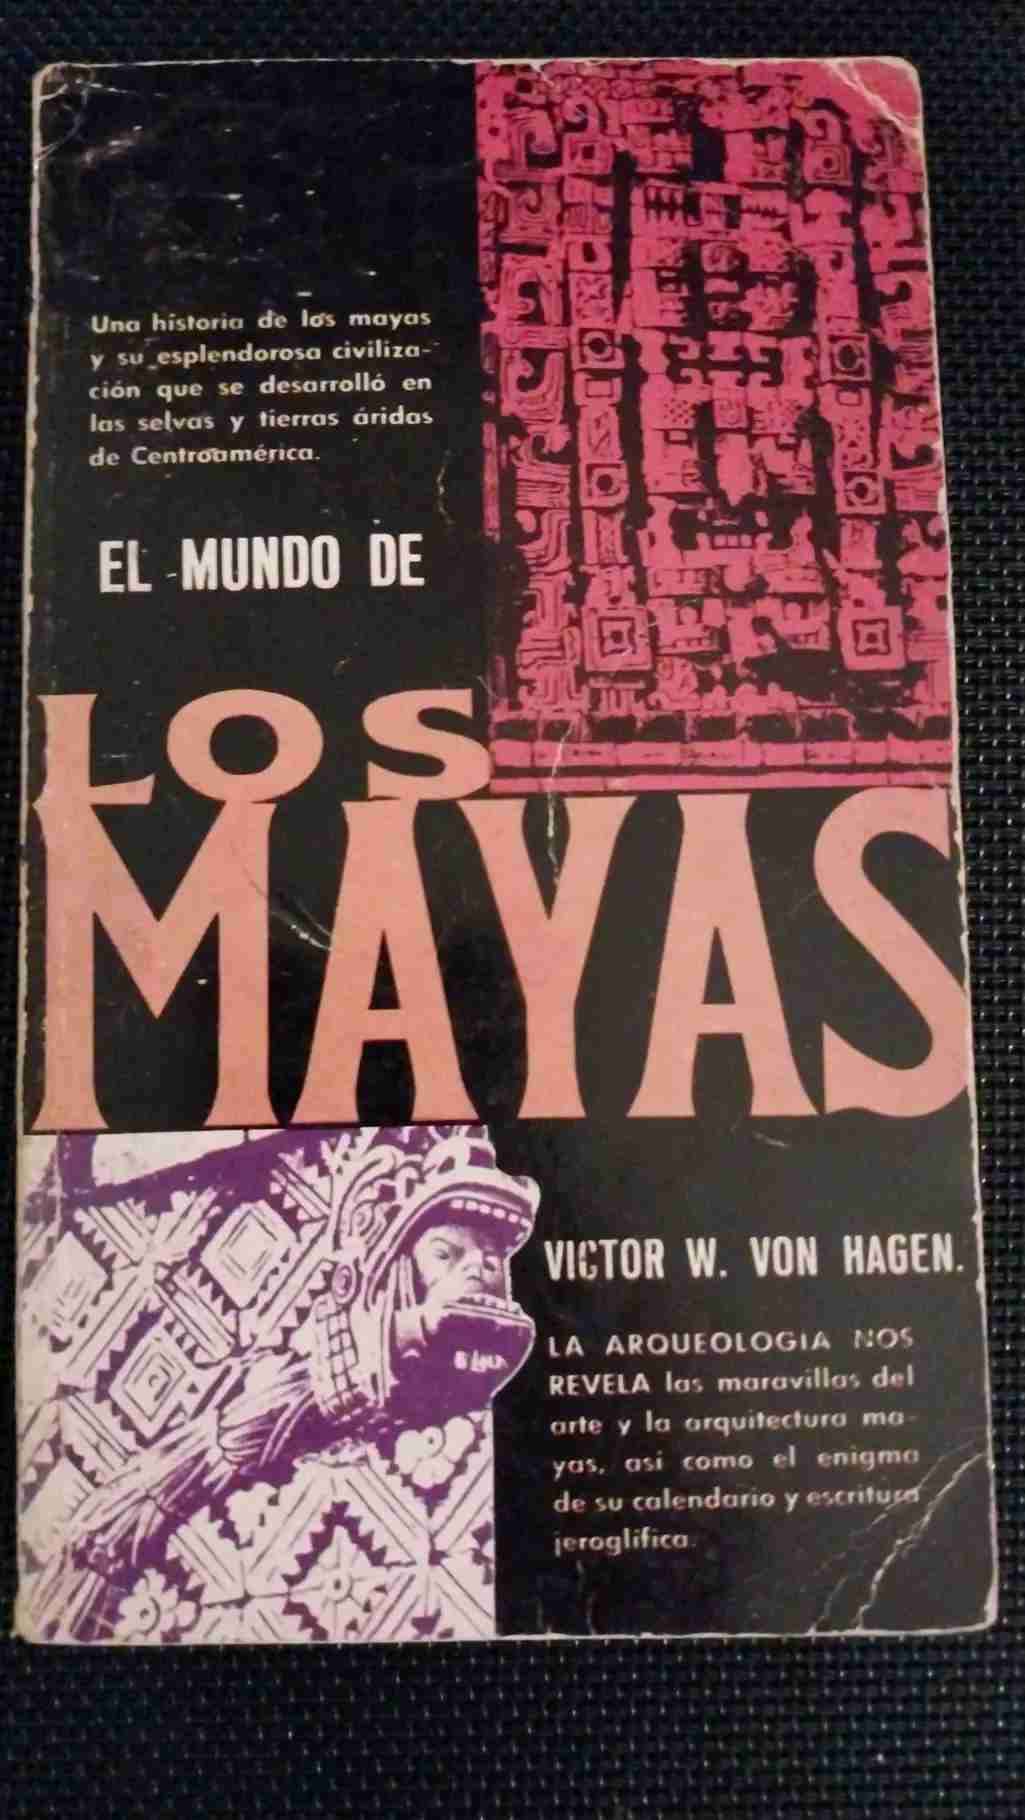 Una historia de los mayas
y su esplendorosa civiliza-
ción que se desarrolló en
las selvas y tierras áridas
de Centroamérica.
EL MUNDO DE
LOS
MAYAS
VICTOR W. VON HAGEN.
LA ARQUEOLOGIA NOS
REVELA las maravillas del
arte y la arquitectura ma-
yas, así como el enigma
de su calendario y escritura
jeroglífica.